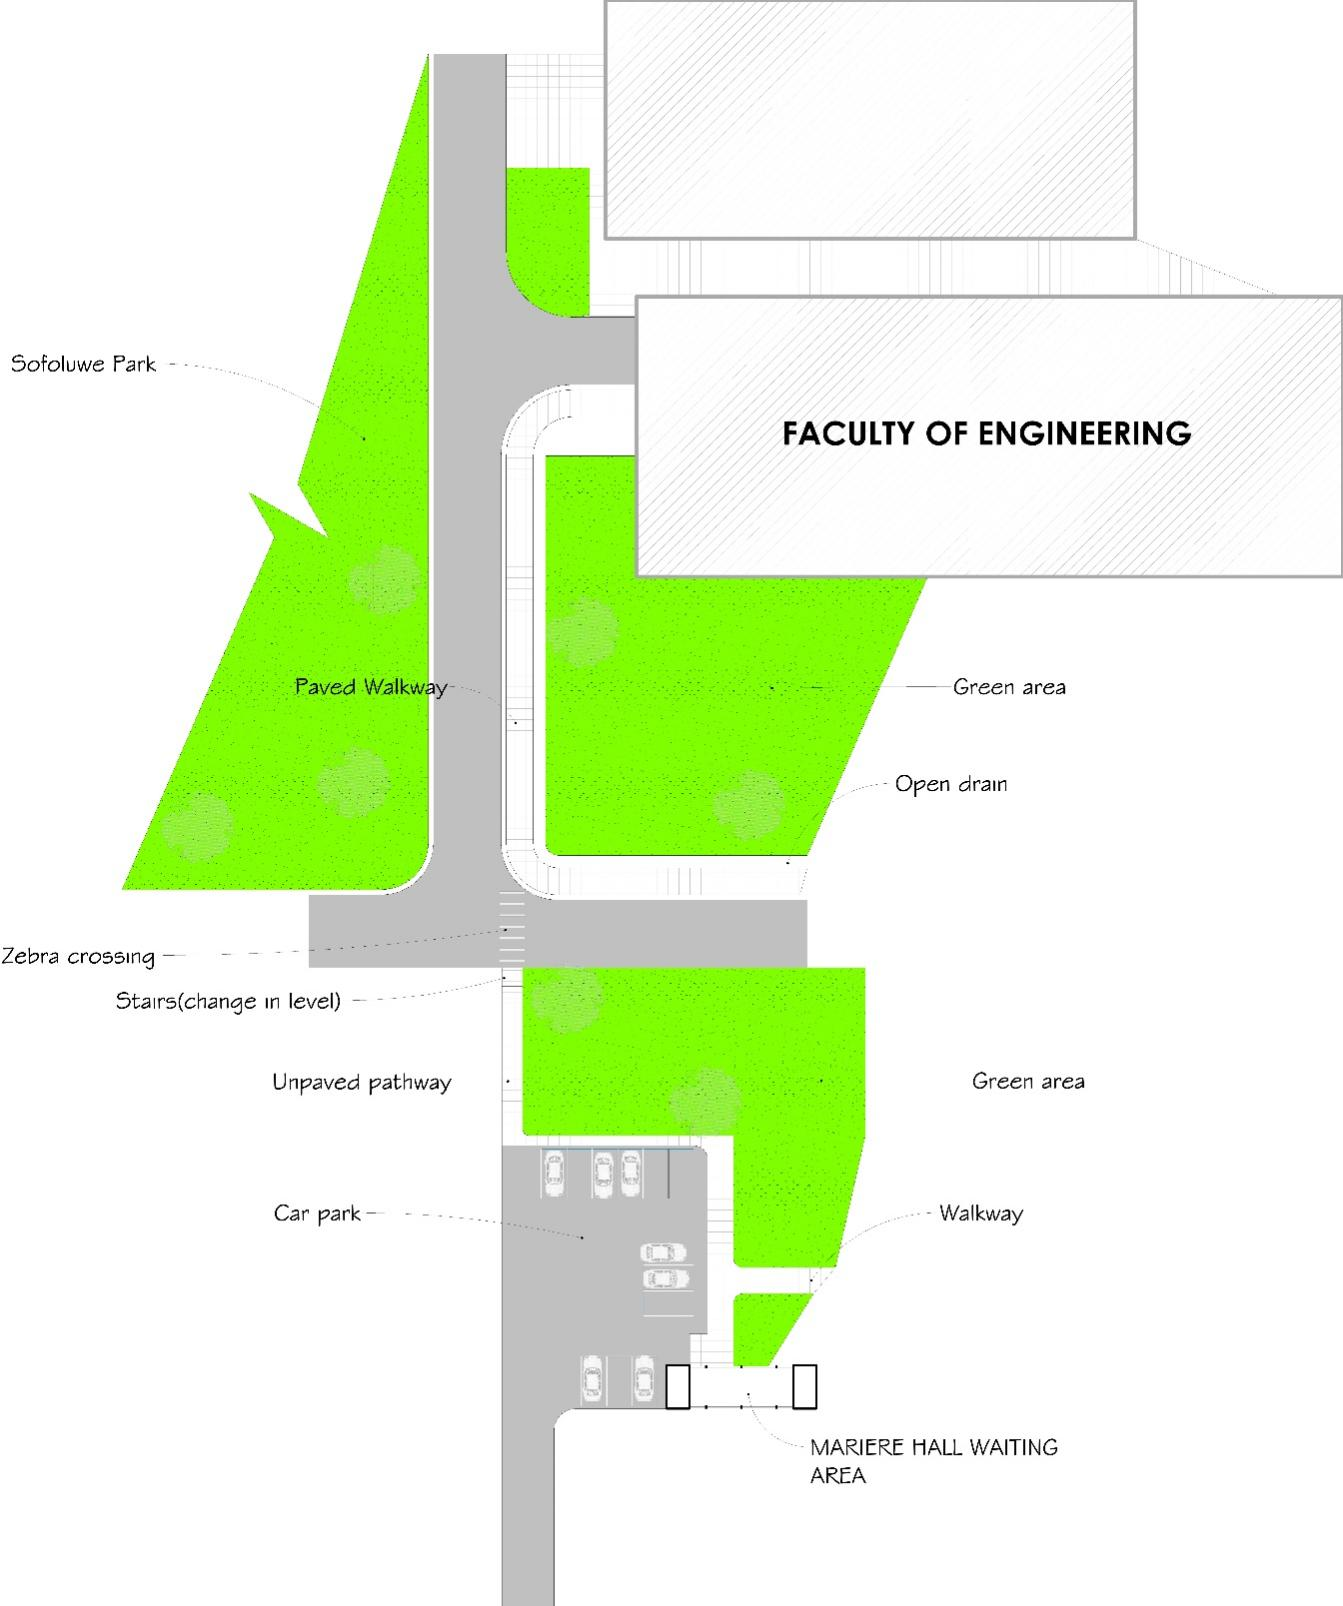 Sofoluwe Park
FACULTY OF ENGINEERING
Paved Walkway
Green area
Open drain
Zebra crossing
Stairs(change in level)
Unpaved pathway
Green area
Car park
Walkway
MARIERE HALL WAITING
AREA